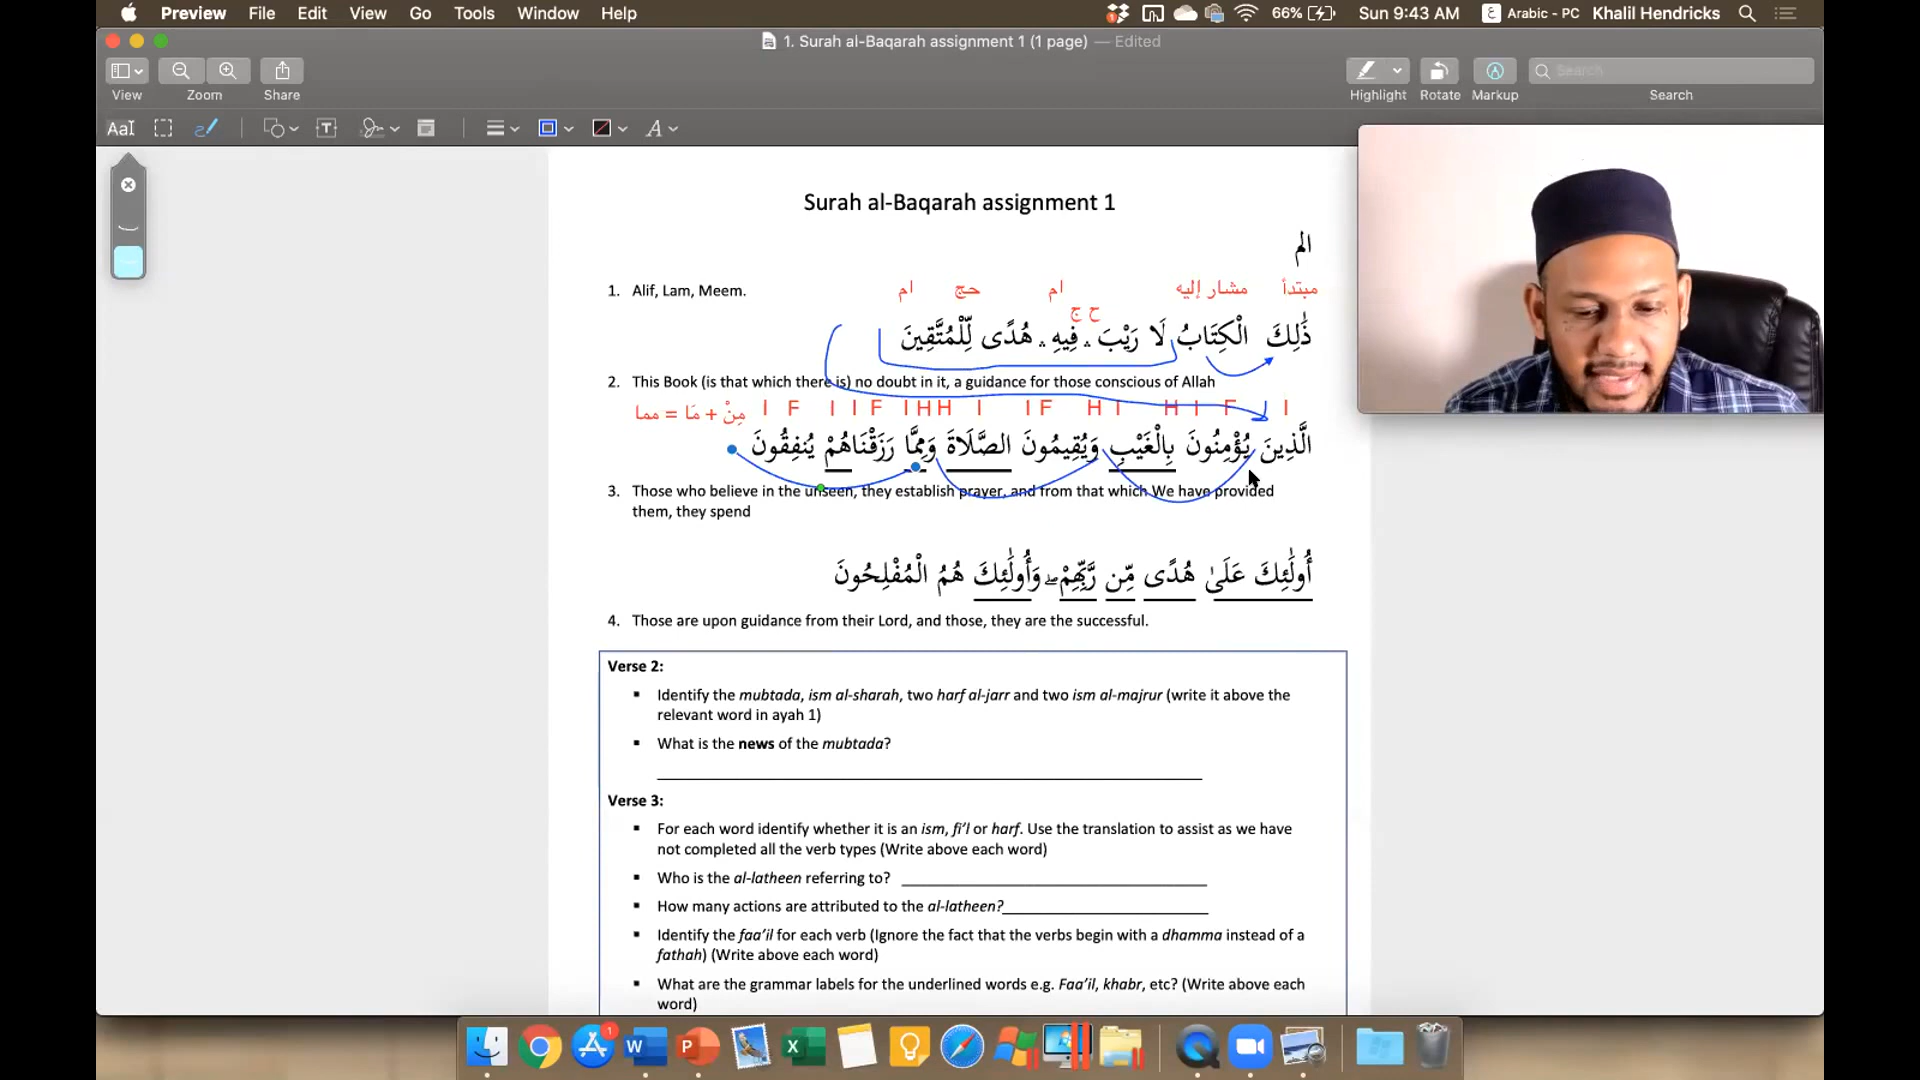 Preview File Edit View Go Tools Window Help 66% Sun 9:43 AM ع Arabic - PC Khalil Hendricks
1. Surah al-Baqarah assignment 1 (1 page) — Edited
Search
View Zoom Share Highlight Rotate Markup Search
AaI T A
Surah al-Baqarah assignment 1
الم
مبتدأ مشار إليه ام حج ام
1. Alif, Lam, Meem.
ح ج
ذَٰلِكَ الْكِتَابُ لَا رَيْبَ ۛ فِيهِ ۛ هُدًى لِّلْمُتَّقِينَ
2. This Book (is that which there is) no doubt in it, a guidance for those conscious of Allah
مِنْ + مَا = مما I F I I F I H H I I F H I H I F I I
الَّذِينَ يُؤْمِنُونَ بِالْغَيْبِ وَيُقِيمُونَ الصَّلَاةَ وَمِمَّا رَزَقْنَاهُمْ يُنفِقُونَ
3. Those who believe in the unseen, they establish prayer, and from that which We have provided
them, they spend
أُولَٰئِكَ عَلَىٰ هُدًى مِّن رَّبِّهِمْ ۖ وَأُولَٰئِكَ هُمُ الْمُفْلِحُونَ
4. Those are upon guidance from their Lord, and those, they are the successful.
Verse 2:
▪ Identify the mubtada, ism al-sharah, two harf al-jarr and two ism al-majrur (write it above the
relevant word in ayah 1)
▪ What is the news of the mubtada?
Verse 3:
▪ For each word identify whether it is an ism, fi’l or harf. Use the translation to assist as we have
not completed all the verb types (Write above each word)
▪ Who is the al-latheen referring to?
▪ How many actions are attributed to the al-latheen?
▪ Identify the faa’il for each verb (Ignore the fact that the verbs begin with a dhamma instead of a
fathah) (Write above each word)
▪ What are the grammar labels for the underlined words e.g. Faa’il, khabr, etc? (Write above each
word)
1 W P X